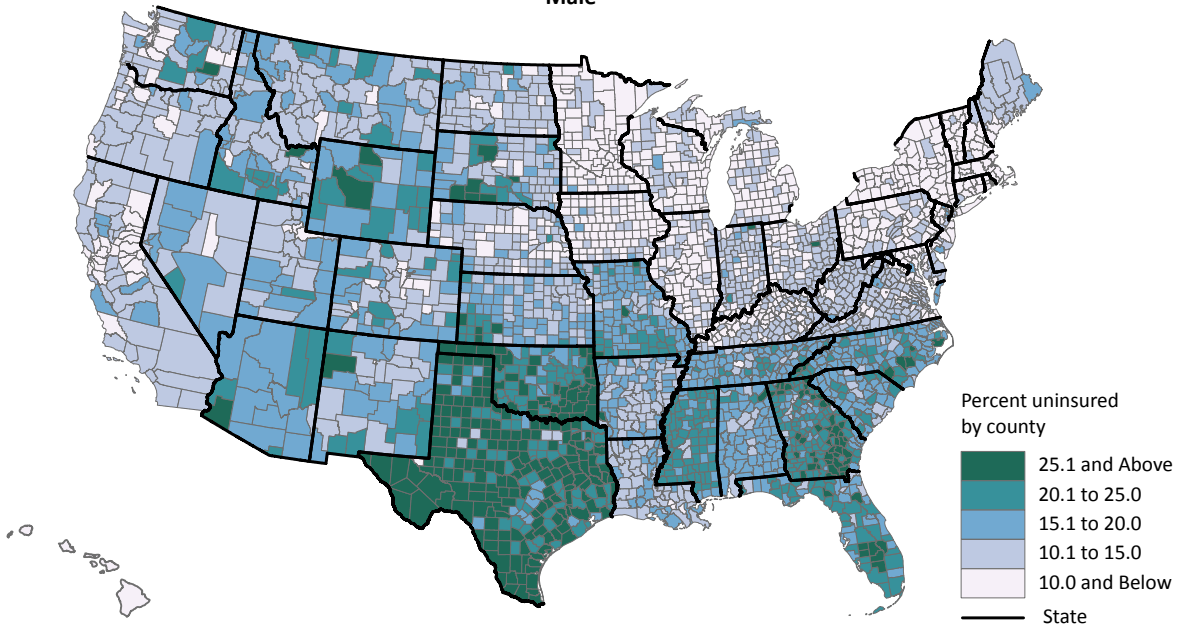 Male
Percent uninsured
by county
25.1 and Above
20.1 to 25.0
15.1 to 20.0
10.1 to 15.0
10.0 and Below
State